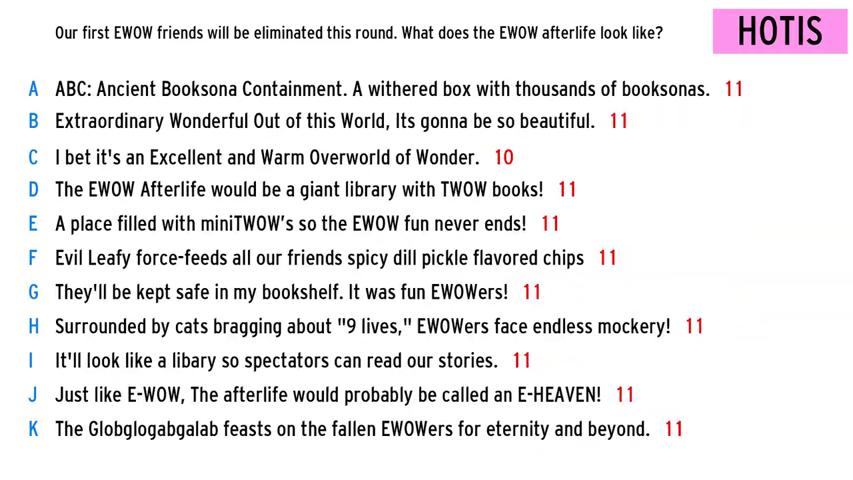 Our first EWOW friends will be eliminated this round. What does the EWOW afterlife look like?
HOTIS
A ABC: Ancient Booksona Containment. A withered box with thousands of booksonas. 11
B Extraordinary Wonderful Out of this World, Its gonna be so beautiful. 11
C I bet it's an Excellent and Warm Overworld of Wonder. 10
D The EWOW Afterlife would be a giant library with TWOW books! 11
E A place filled with miniTWOW's so the EWOW fun never ends! 11
F Evil Leafy force-feeds all our friends spicy dill pickle flavored chips 11
G They'll be kept safe in my bookshelf. It was fun EWOWers! 11
H Surrounded by cats bragging about "9 lives," EWOWers face endless mockery! 11
I It'll look like a libary so spectators can read our stories. 11
J Just like E-WOW, The afterlife would probably be called an E-HEAVEN! 11
K The Globglogabgalab feasts on the fallen EWOWers for eternity and beyond. 11